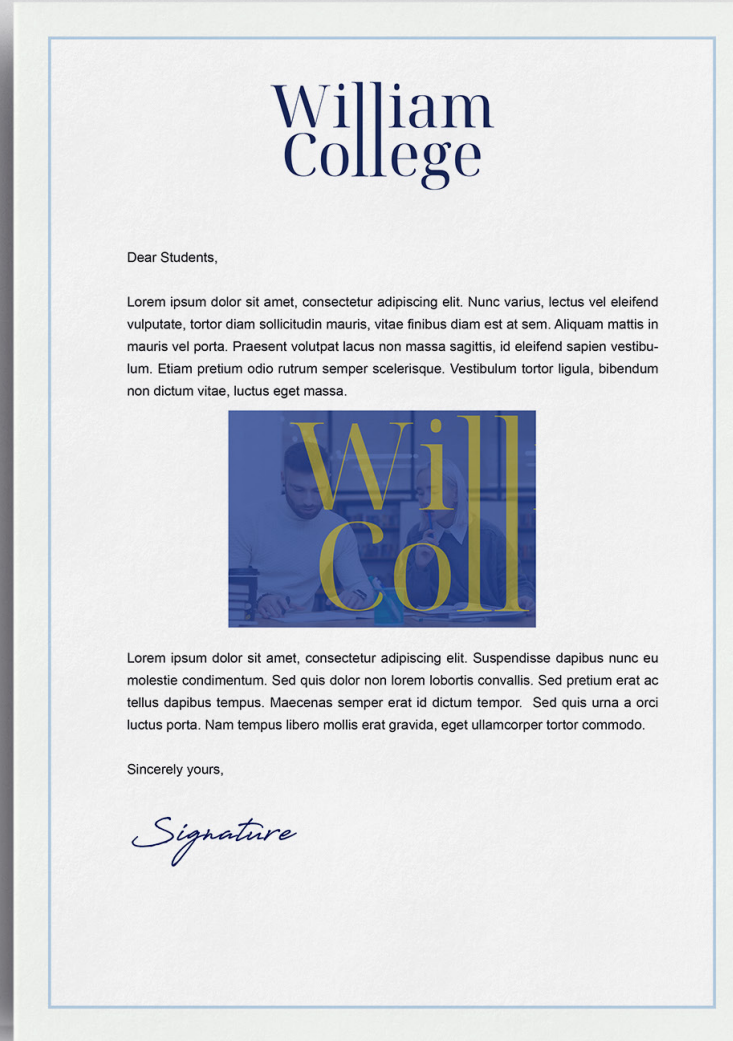 William
College
Dear Students,
Lorem ipsum dolor sit amet, consectetur adipiscing elit. Nunc varius, lectus vel eleifend
vulputate, tortor diam sollicitudin mauris, vitae finibus diam est at sem. Aliquam mattis in
mauris vel porta. Praesent volutpat lacus non massa sagittis, id eleifend sapien vestibu-
lum. Etiam pretium odio rutrum semper scelerisque. Vestibulum tortor ligula, bibendum
non dictum vitae, luctus eget massa.
Will
Coll
Lorem ipsum dolor sit amet, consectetur adipiscing elit. Suspendisse dapibus nunc eu
molestie condimentum. Sed quis dolor non lorem lobortis convallis. Sed pretium erat ac
tellus dapibus tempus. Maecenas semper erat id dictum tempor.  Sed quis urna a orci
luctus porta. Nam tempus libero mollis erat gravida, eget ullamcorper tortor commodo.
Sincerely yours,
Signature